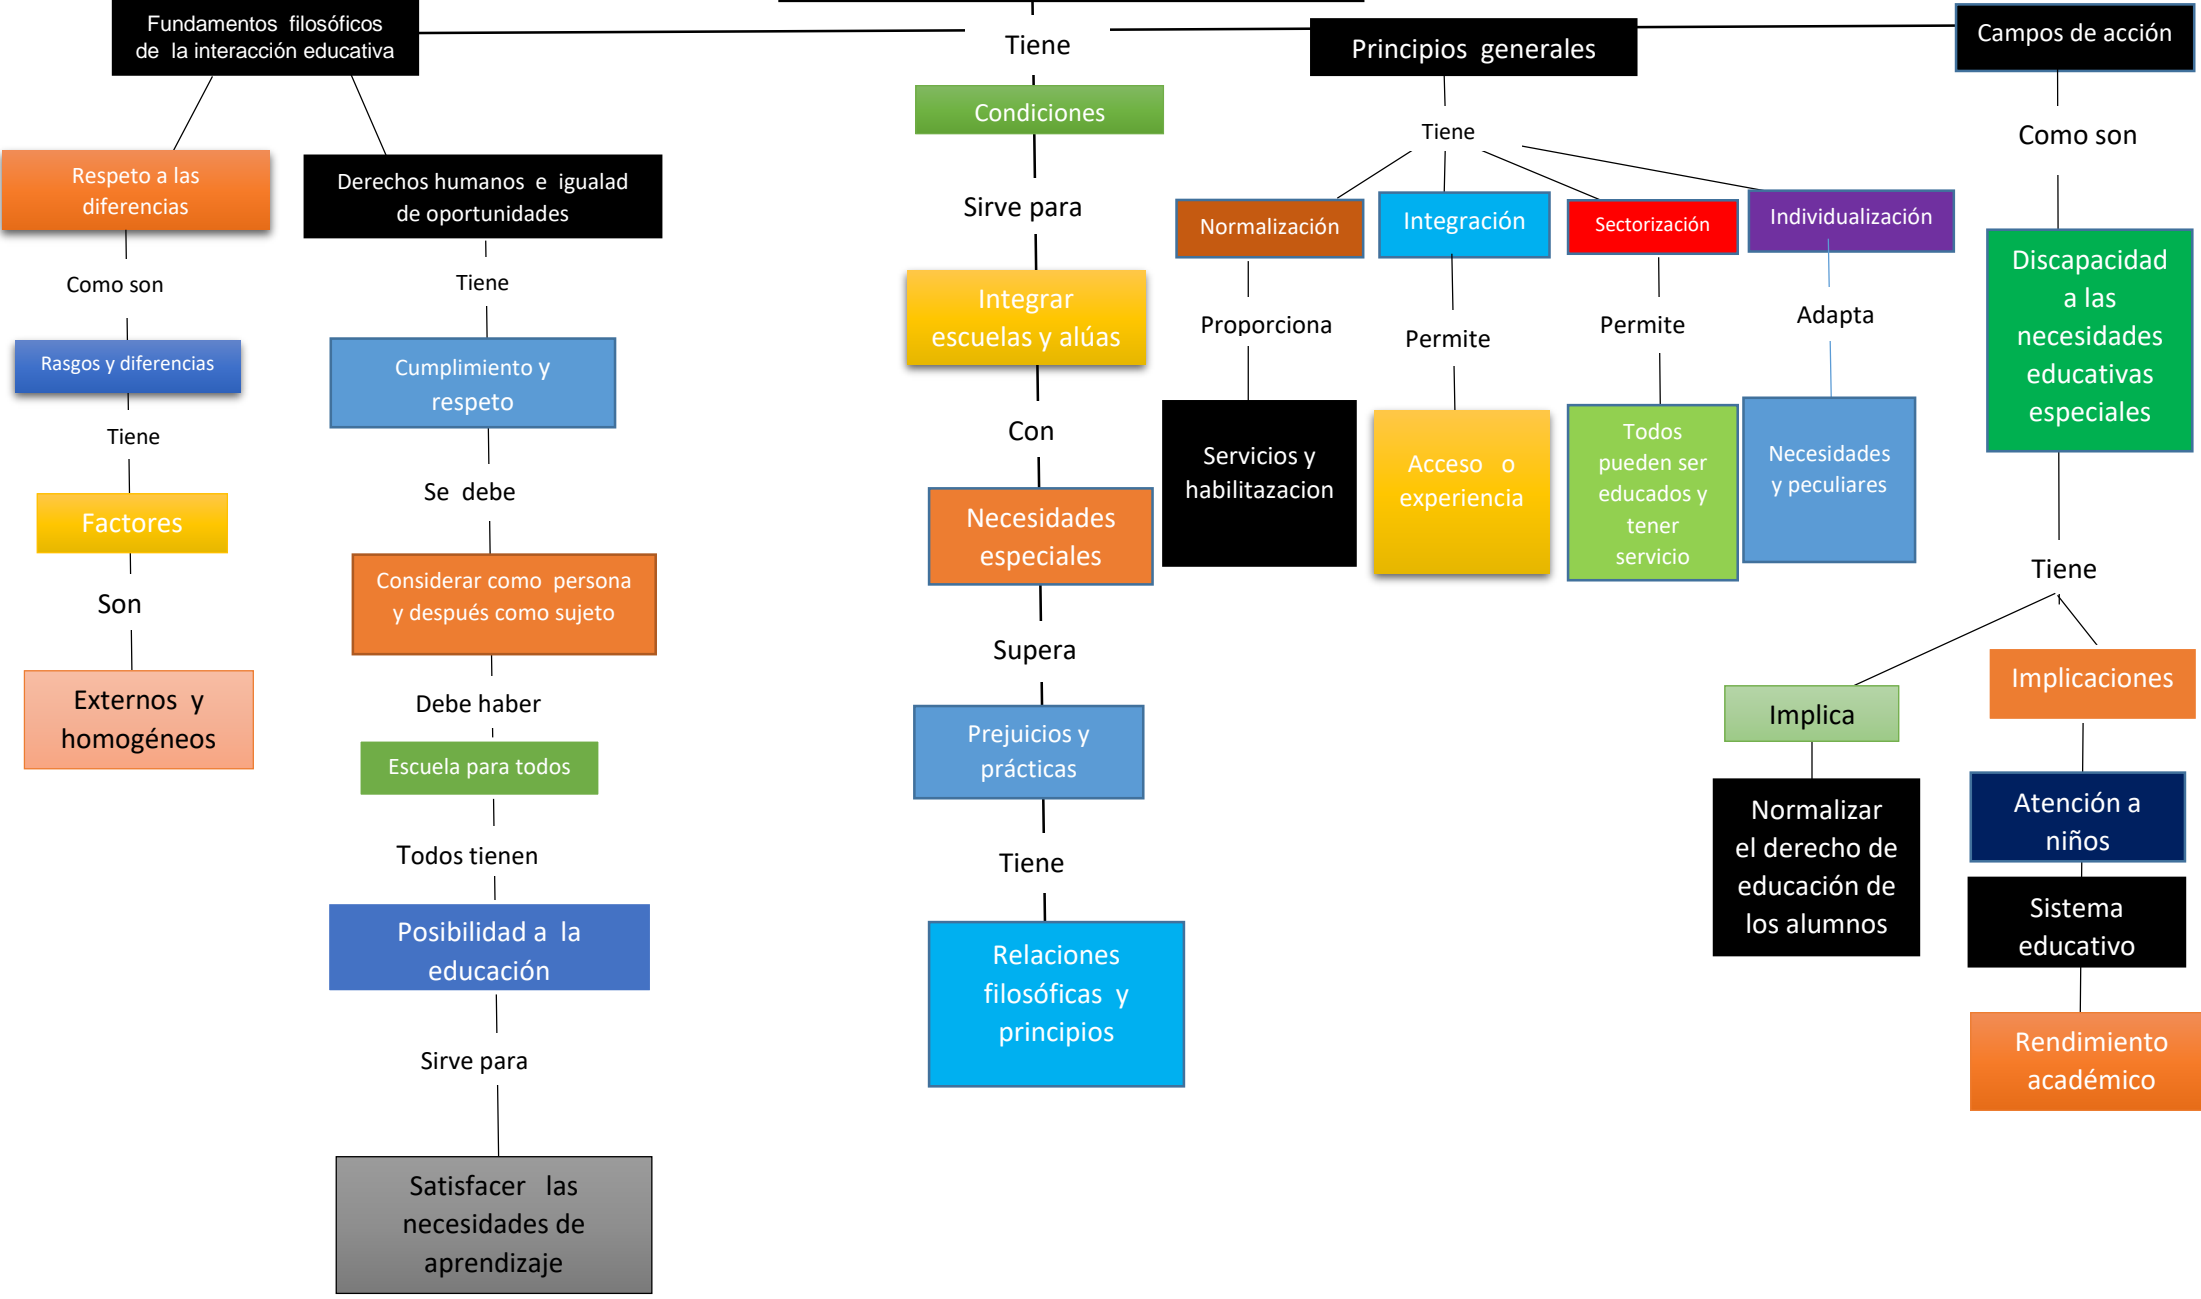 Fundamentos filosóficos
de la interacción educativa
Tiene
Principios generales
Campos de acción
Respeto a las
diferencias
Como son
Rasgos y diferencias
Tiene
Factores
Son
Externos y
homogéneos
Derechos humanos e igualad
de oportunidades
Tiene
Cumplimiento y
respeto
Se debe
Considerar como persona
y después como sujeto
Debe haber
Escuela para todos
Todos tienen
Posibilidad a la
educación
Sirve para
Satisfacer las
necesidades de
aprendizaje
Condiciones
Sirve para
Integrar
escuelas y alúas
Con
Necesidades
especiales
Supera
Prejuicios y
prácticas
Tiene
Relaciones
filosóficas y
principios
Tiene
Normalización
Proporciona
Servicios y
habilitazacion
Integración
Permite
Acceso o
experiencia
Sectorización
Permite
Todos
pueden ser
educados y
tener
servicio
Individualización
Adapta
Necesidades
y peculiares
Como son
Discapacidad
a las
necesidades
educativas
especiales
Tiene
Implica
Normalizar
el derecho de
educación de
los alumnos
Implicaciones
Atención a
niños
Sistema
educativo
Rendimiento
académico